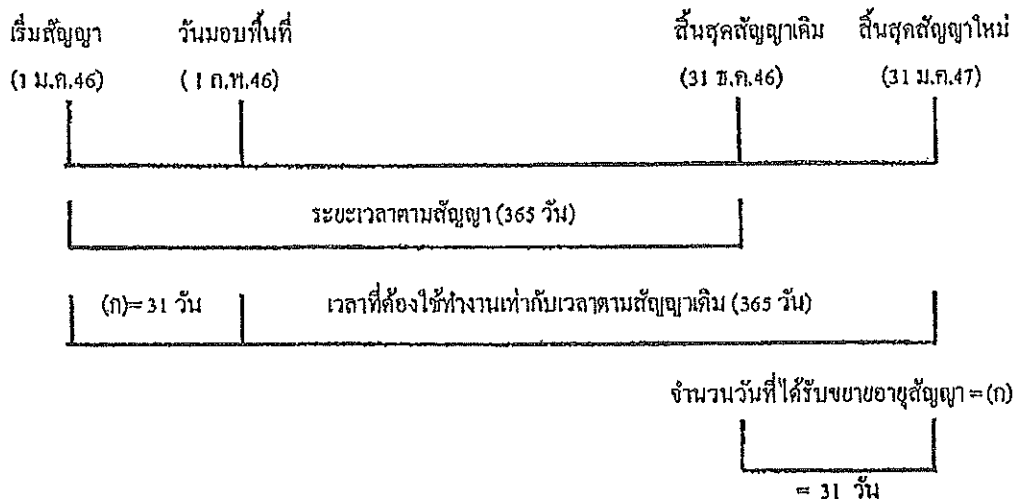 เริ่มสัญญา วันมอบพื้นที่ สิ้นสุดสัญญาเดิม สิ้นสุดสัญญาใหม่
(1 ม.ค.46) (1 ก.พ.46) (31 ธ.ค.46) (31 ม.ค.47)
ระยะเวลาตามสัญญา (365 วัน)
(ก)= 31 วัน เวลาที่ต้องใช้ทำงานเท่ากับเวลาตามสัญญาเดิม (365 วัน)
จำนวนวันที่ได้รับขยายอายุสัญญา = (ก)
= 31 วัน